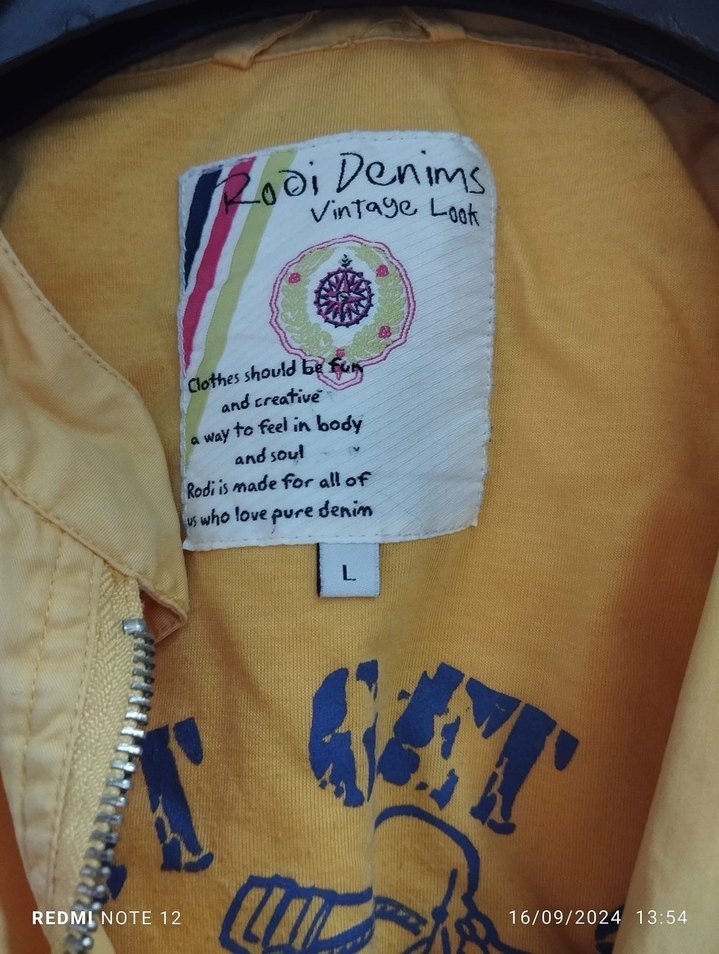 Rodi Denims
Vintage Look
Clothes should be fun
and creative
a way to feel in body
and soul
Rodi is made for all of
us who love pure denim
L
T GET
REDMI NOTE 12
16/09/2024 13:54